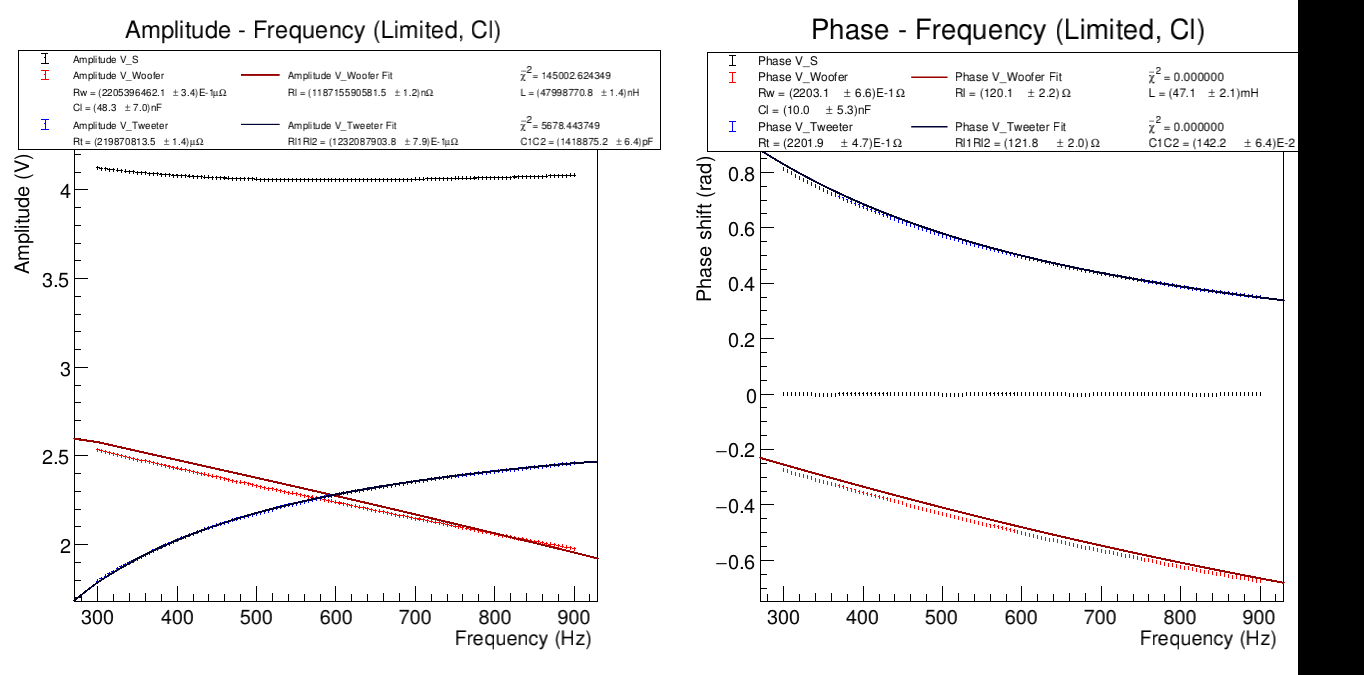 Amplitude - Frequency (Limited, Cl)
Amplitude V_S
Amplitude V_Woofer Amplitude V_Woofer Fit χ̄² = 145002.624349
Rw = (2205396462.1 ± 3.4)E-1μΩ Rl = (118715590581.5 ± 1.2)nΩ L = (47998770.8 ± 1.4)nH
Cl = (48.3 ± 7.0)nF
Amplitude V_Tweeter Amplitude V_Tweeter Fit χ̄² = 5678.443749
Rt = (219870813.5 ± 1.4)μΩ Rl1Rl2 = (1232087903.8 ± 7.9)E-1μΩ C1C2 = (1418875.2 ± 6.4)pF
Amplitude (V)
4
3.5
3
2.5
2
300 400 500 600 700 800 900
Frequency (Hz)
Phase - Frequency (Limited, Cl)
Phase V_S
Phase V_Woofer Phase V_Woofer Fit χ̄² = 0.000000
Rw = (2203.1 ± 6.6)E-1Ω Rl = (120.1 ± 2.2)Ω L = (47.1 ± 2.1)mH
Cl = (10.0 ± 5.3)nF
Phase V_Tweeter Phase V_Tweeter Fit χ̄² = 0.000000
Rt = (2201.9 ± 4.7)E-1Ω Rl1Rl2 = (121.8 ± 2.0)Ω C1C2 = (142.2 ± 6.4)E-2
Phase shift (rad)
0.8
0.6
0.4
0.2
0
−0.2
−0.4
−0.6
300 400 500 600 700 800 900
Frequency (Hz)